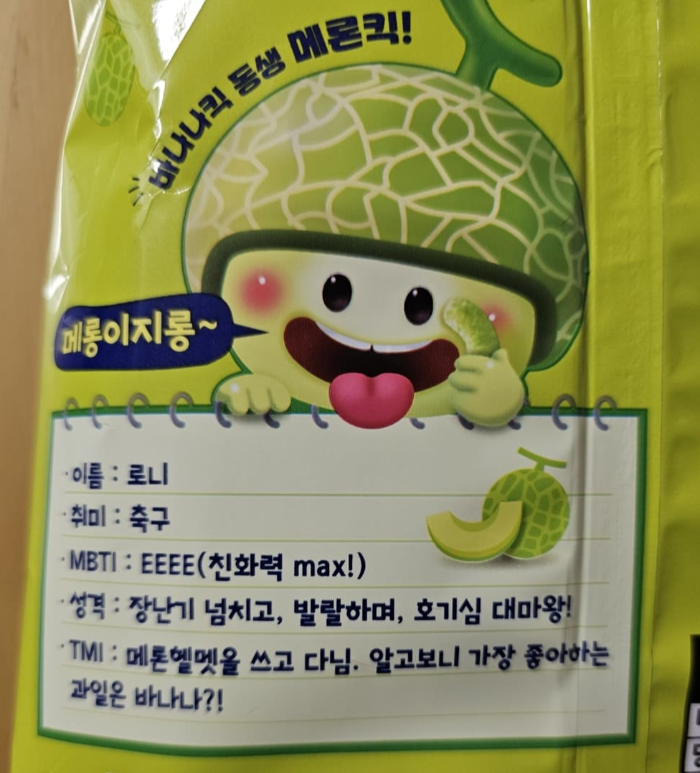 바나나킥 동생 메론킥!
메롱이지롱~
· 이름 : 로니
· 취미 : 축구
· MBTI : EEEE(친화력 max!)
· 성격 : 장난기 넘치고, 발랄하며, 호기심 대마왕!
· TMI : 메론헬멧을 쓰고 다님. 알고보니 가장 좋아하는
과일은 바나나?!